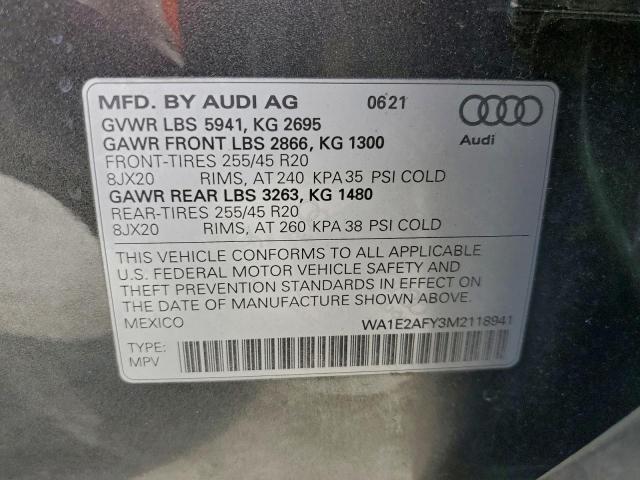 MFD. BY AUDI AG 0621
GVWR LBS 5941, KG 2695
GAWR FRONT LBS 2866, KG 1300
FRONT-TIRES 255/45 R20
8JX20 RIMS, AT 240 KPA 35 PSI COLD
GAWR REAR LBS 3263, KG 1480
REAR-TIRES 255/45 R20
8JX20 RIMS, AT 260 KPA 38 PSI COLD
Audi
THIS VEHICLE CONFORMS TO ALL APPLICABLE
U.S. FEDERAL MOTOR VEHICLE SAFETY AND
THEFT PREVENTION STANDARDS IN EFFECT ON
THE DATE OF MANUFACTURE SHOWN ABOVE.
MEXICO WA1E2AFY3M2118941
TYPE:
MPV